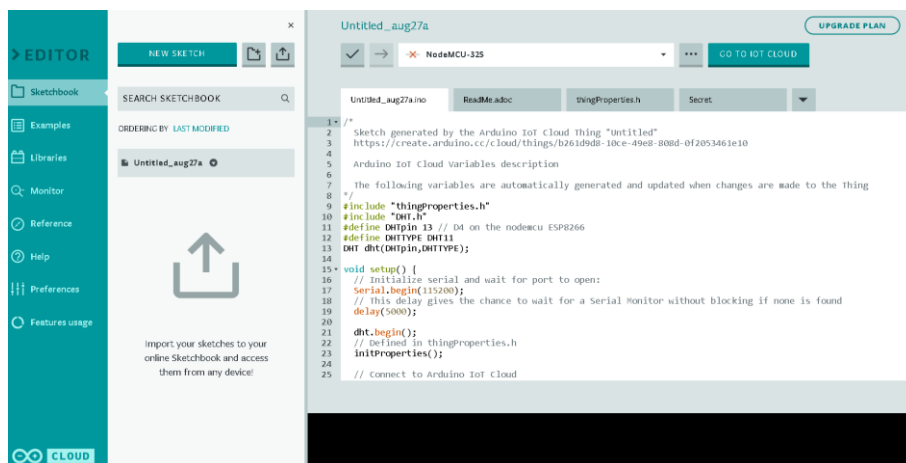 >EDITOR
Sketchbook
Examples
Libraries
Monitor
Reference
Help
Preferences
Features usage
CLOUD
×
NEW SKETCH
SEARCH SKETCHBOOK
ORDERING BY LAST MODIFIED
Untitled_aug27a
Import your sketches to your
online Sketchbook and access
them from any device!
Untitled_aug27a
UPGRADE PLAN
NodeMCU-325
GO TO IOT CLOUD
Untitled_aug27a.ino ReadMe.adoc thingProperties.h Secret
1 /*
2 Sketch generated by the Arduino IoT Cloud Thing "Untitled"
3 https://create.arduino.cc/cloud/things/b261d9d8-10ce-49e8-808d-0f2053461e10
4
5 Arduino IoT Cloud Variables description
6
7 The following variables are automatically generated and updated when changes are made to the Thing
8 */
9 #include "thingProperties.h"
10 #include "DHT.h"
11 #define DHTpin 13 // D4 on the nodemcu ESP8266
12 #define DHTTYPE DHT11
13 DHT dht(DHTpin,DHTTYPE);
14
15 void setup() {
16 // Initialize serial and wait for port to open:
17 Serial.begin(115200);
18 // This delay gives the chance to wait for a Serial Monitor without blocking if none is found
19 delay(5000);
20
21 dht.begin();
22 // Defined in thingProperties.h
23 initProperties();
24
25 // Connect to Arduino IoT Cloud